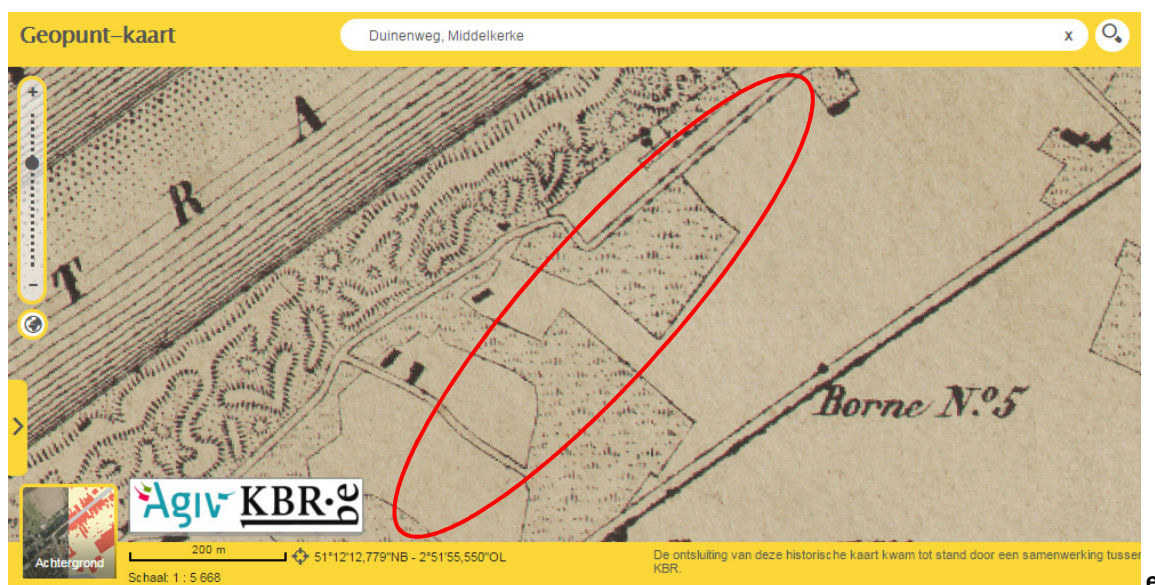 Geopunt-kaart
Duinenweg, Middelkerke
x
+
T R A
-
Borne N.º5
Agiv KBR.be
Achtergrond
200 m
51°12'12,779"NB - 2°51'55,550"OL
Schaal: 1 : 5 668
De ontsluiting van deze historische kaart kwam tot stand door een samenwerking tusser
KBR.